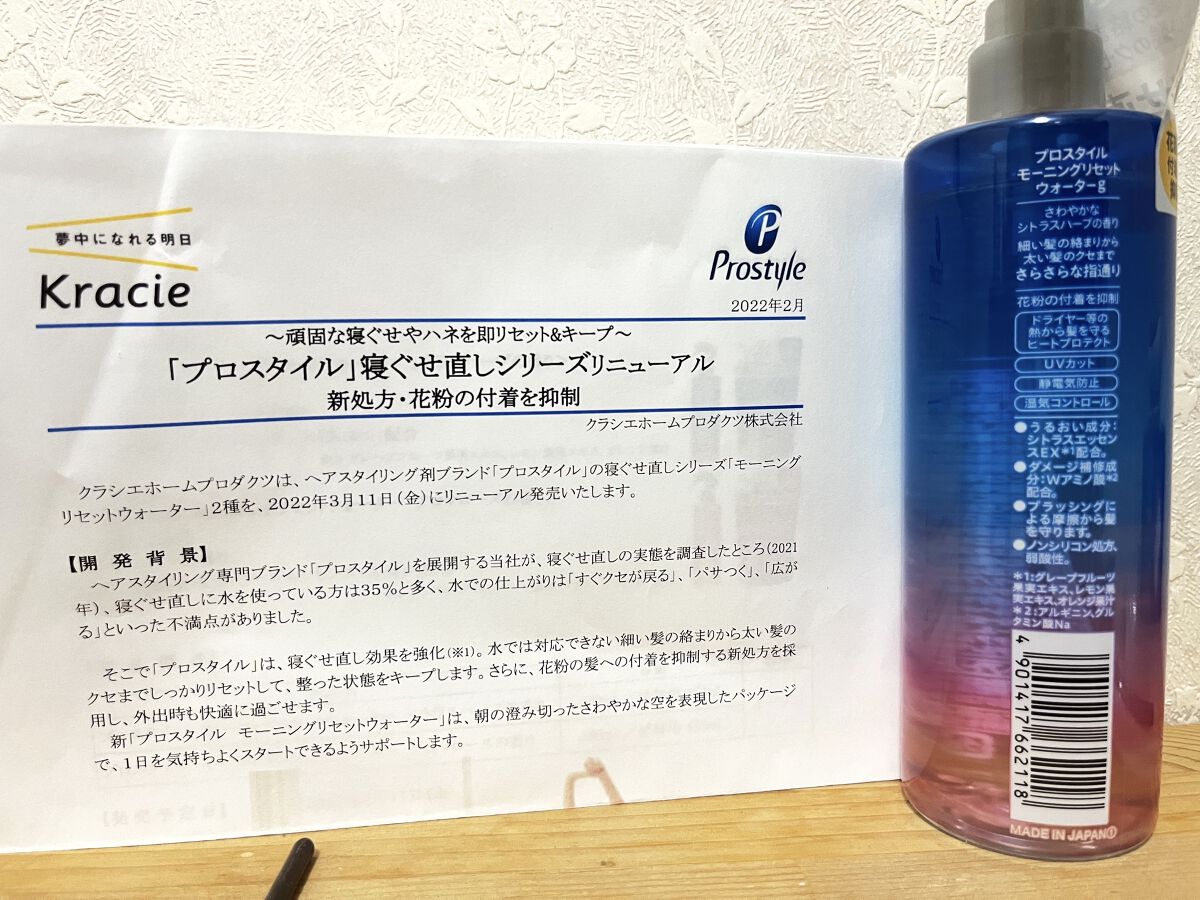 夢中になれる明日
Kracie
P
Prostyle
2022年2月
～頑固な寝ぐせやハネを即リセット&キープ～
「プロスタイル」寝ぐせ直しシリーズリニューアル
新処方・花粉の付着を抑制
クラシエホームプロダクツ株式会社
クラシエホームプロダクツは、ヘアスタイリング剤ブランド「プロスタイル」の寝ぐせ直しシリーズ「モーニング
リセットウォーター」2種を、2022年3月11日(金)にリニューアル発売いたします。
【開発背景】
ヘアスタイリング専門ブランド「プロスタイル」を展開する当社が、寝ぐせ直しの実態を調査したところ(2021
年)、寝ぐせ直しに水を使っている方は35%と多く、水での仕上がりは「すぐクセが戻る」、「パサつく」、「広が
る」といった不満点がありました。
そこで「プロスタイル」は、寝ぐせ直し効果を強化(※1)。水では対応できない細い髪の絡まりから太い髪の
クセまでしっかりリセットして、整った状態をキープします。さらに、花粉の髪への付着を抑制する新処方を採
用し、外出時も快適に過ごせます。
新「プロスタイル　モーニングリセットウォーター」は、朝の澄み切ったさわやかな空を表現したパッケージ
で、1日を気持ちよくスタートできるようサポートします。
プロスタイル
モーニングリセット
ウォーターg
さわやかな
シトラスハーブの香り
細い髪の絡まりから
太い髪のクセまで
さらさらな指通り
花粉の付着を抑制
ドライヤー等の
熱から髪を守る
ヒートプロテクト
UVカット
静電気防止
湿気コントロール
●うるおい成分:
シトラスエッセン
スEX*1配合。
●ダメージ補修成
分:Wアミノ酸*2
配合。
●ブラッシングに
よる摩擦から髪
を守ります。
●ノンシリコン処方、
弱酸性。
*1:グレープフルーツ
果実エキス、レモン果
実エキス、オレンジ果汁
*2:アルギニン、グル
タミン酸Na
4 901417 662118
MADE IN JAPAN①